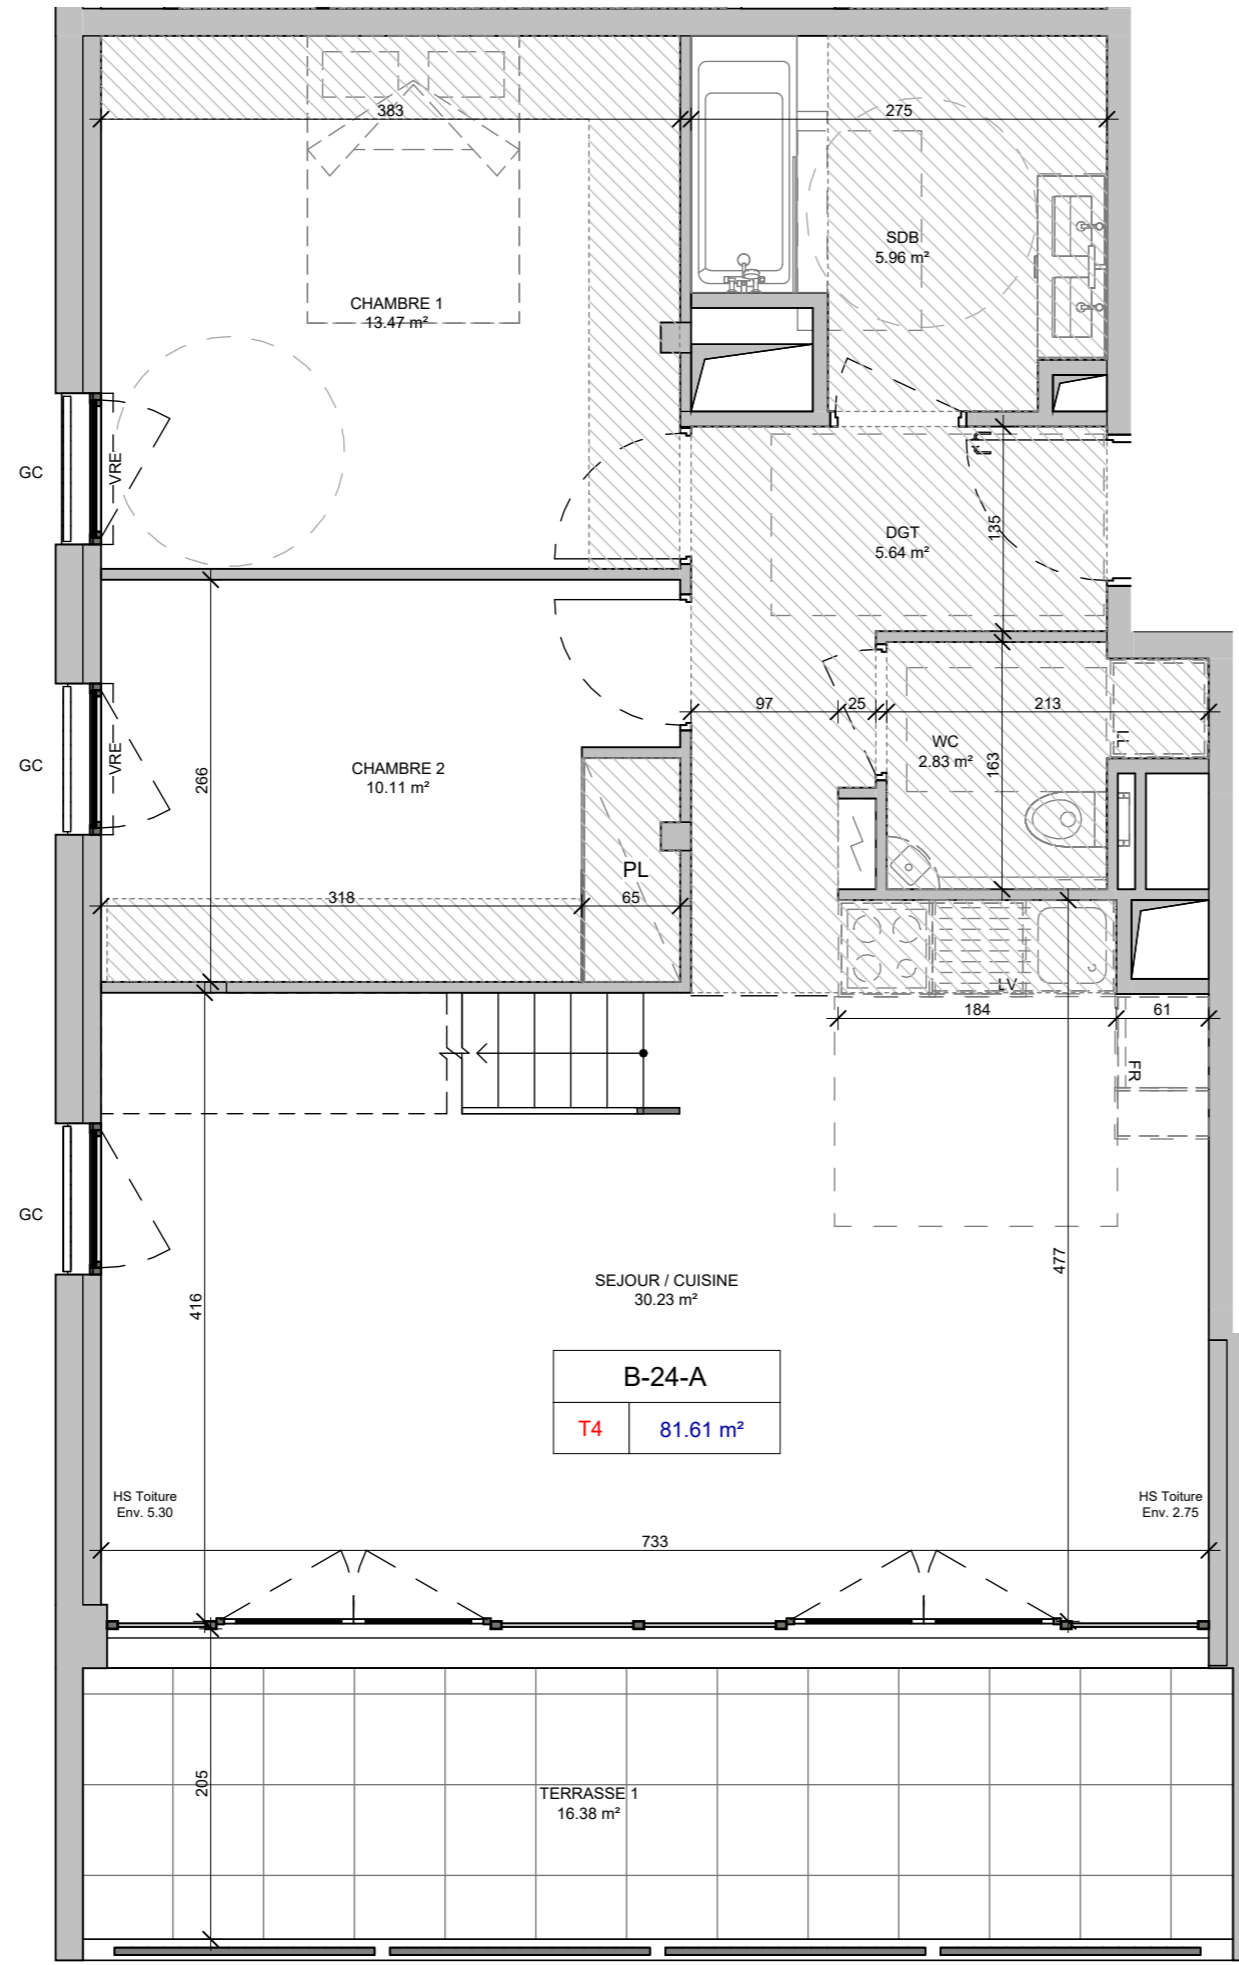 383
275
SDB
5.96 m²
CHAMBRE 1
13.47 m²
GC
VRE
DGT
5.64 m²
135
97
25
213
WC
2.83 m²
163
LL
GC
VRE
CHAMBRE 2
10.11 m²
266
PL
318
65
LV
184
61
FR
GC
416
477
SEJOUR / CUISINE
30.23 m²
B-24-A
T4
81.61 m²
HS Toiture
Env. 5.30
HS Toiture
Env. 2.75
733
205
TERRASSE 1
16.38 m²